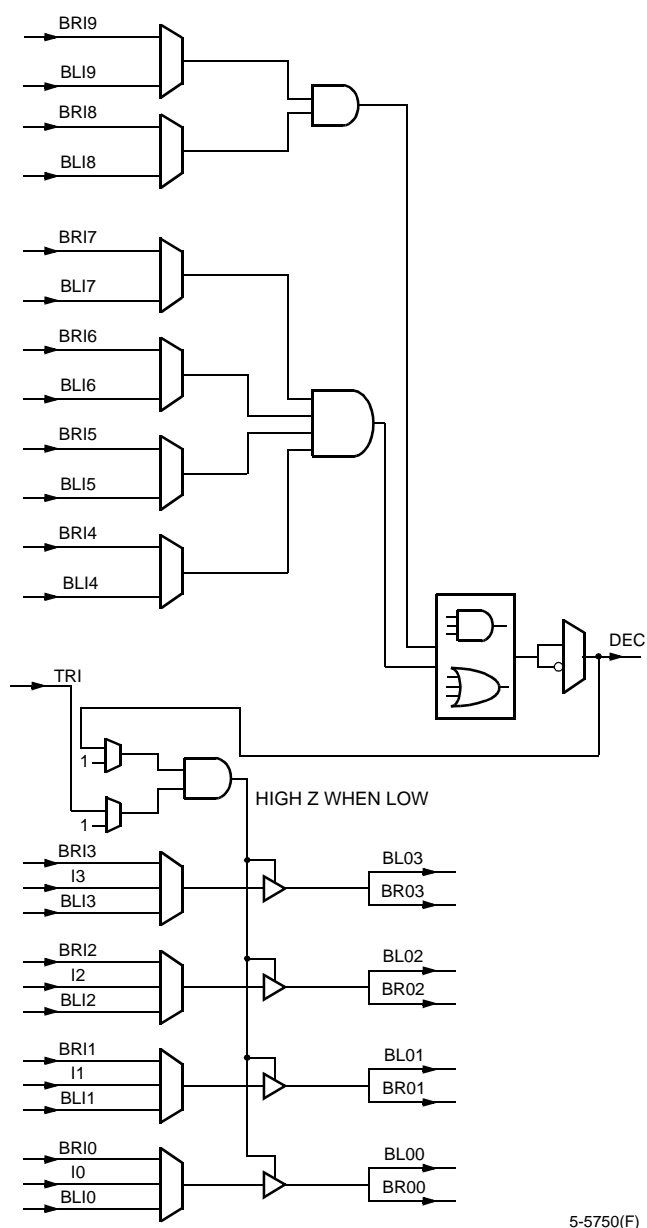 BRI9
BLI9
BRI8
BLI8
BRI7
BLI7
BRI6
BLI6
BRI5
BLI5
BRI4
BLI4
DEC
TRI
1
1
HIGH Z WHEN LOW
BRI3
I3
BLI3
BL03
BR03
BRI2
I2
BLI2
BL02
BR02
BRI1
I1
BLI1
BL01
BR01
BRI0
I0
BLI0
BL00
BR00
5-5750(F)